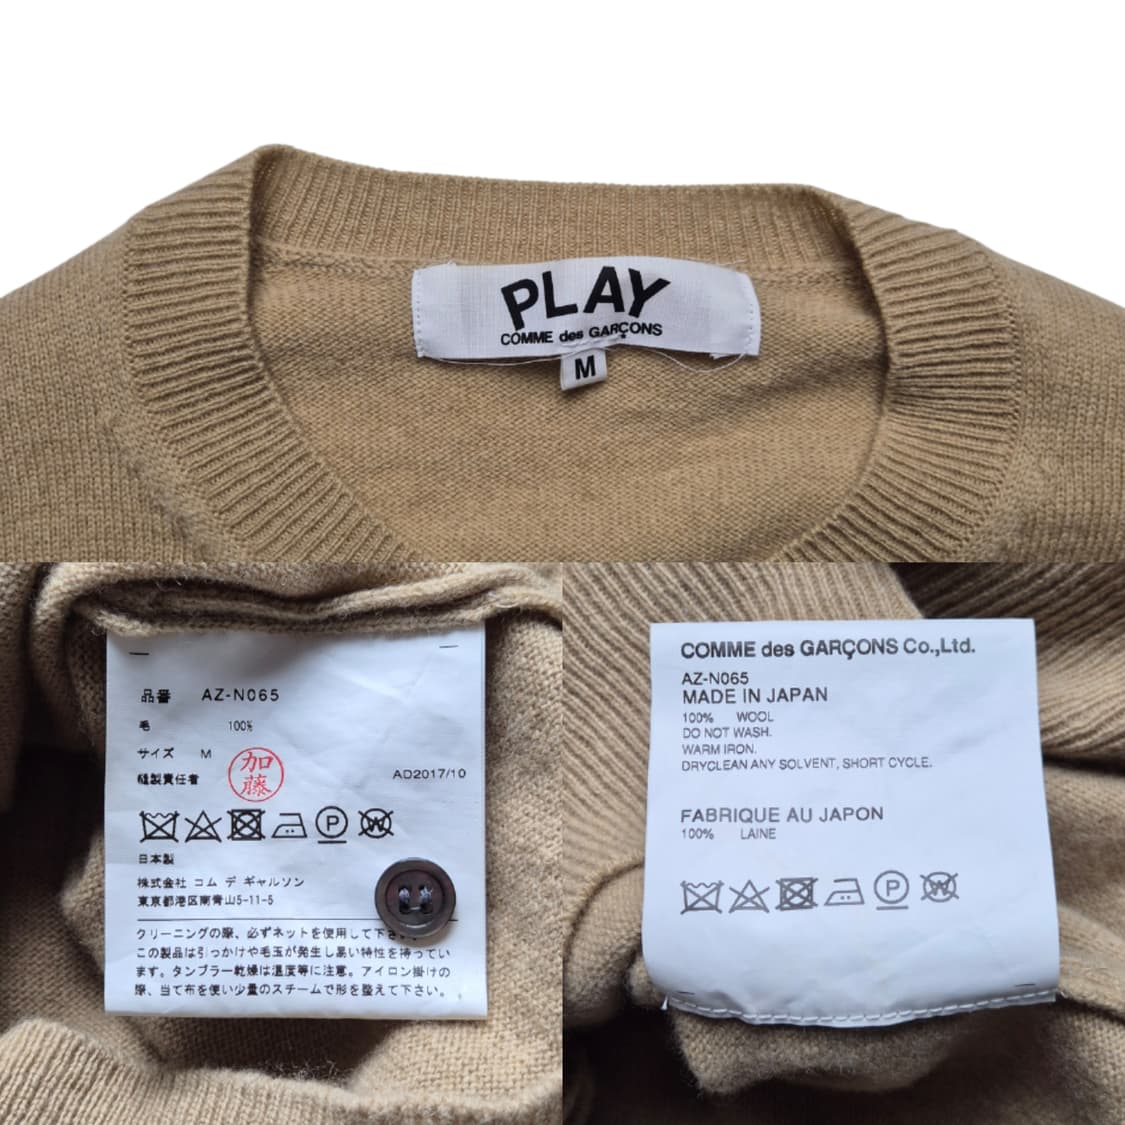 PLAY
COMME des GARÇONS
M
品番 AZ-N065
毛 100%
サイズ M
縫製責任者 加藤 AD2017/10
P W
日本製
株式会社 コム デ ギャルソン
東京都港区南青山5-11-5
クリーニングの際、必ずネットを使用して下さ
この製品は引っかけや毛玉が発生し易い特性を持ってい
ます。タンブラー乾燥は温度等に注意。アイロン掛けの
際、当て布を使い少量のスチームで形を整えて下さい。
COMME des GARÇONS Co.,Ltd.
AZ-N065
MADE IN JAPAN
100% WOOL
DO NOT WASH.
WARM IRON.
DRYCLEAN ANY SOLVENT, SHORT CYCLE.
FABRIQUE AU JAPON
100% LAINE
P W